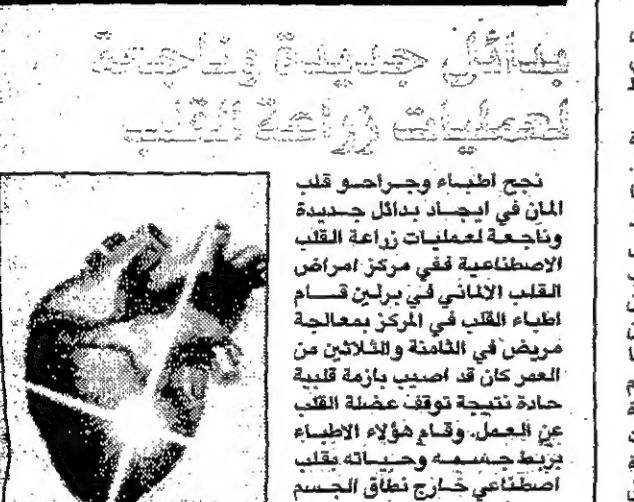 بدائل جديدة وناجحة
لعمليات زراعة القلب
نجح اطباء وجراحو قلب
المان في ايجاد بدائل جديدة
وناجعة لعمليات زراعة القلب
الاصطناعية ففي مركز امراض
القلب الالماني في برلين قام
اطباء القلب في المركز بمعالجة
مريض في الثامنة والثلاثين من
العمر كان قد اصيب بازمة قلبية
حادة نتيجة توقف عضلة القلب
عن العمل. وقام هؤلاء الاطباء
بربط جسمه وحياته بقلب
اصطناعي خارج نطاق الجسم